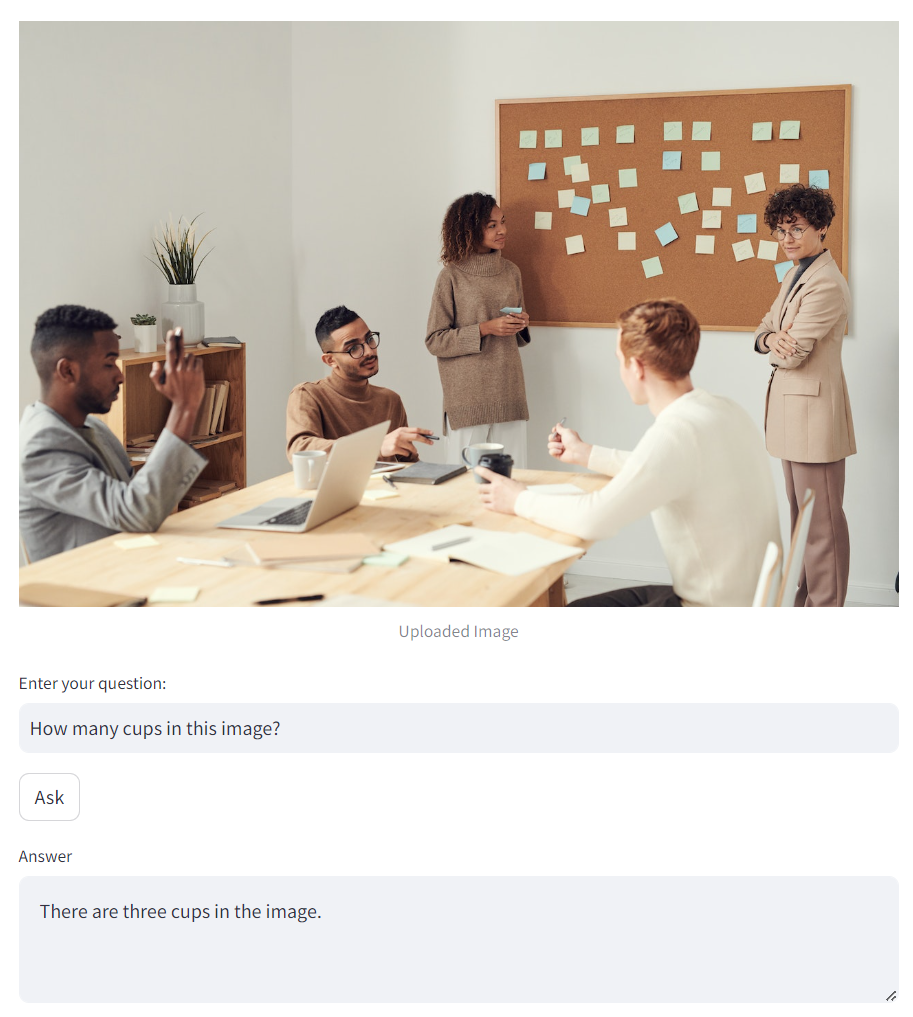 Uploaded Image
Enter your question:
How many cups in this image?
Ask
Answer
There are three cups in the image.